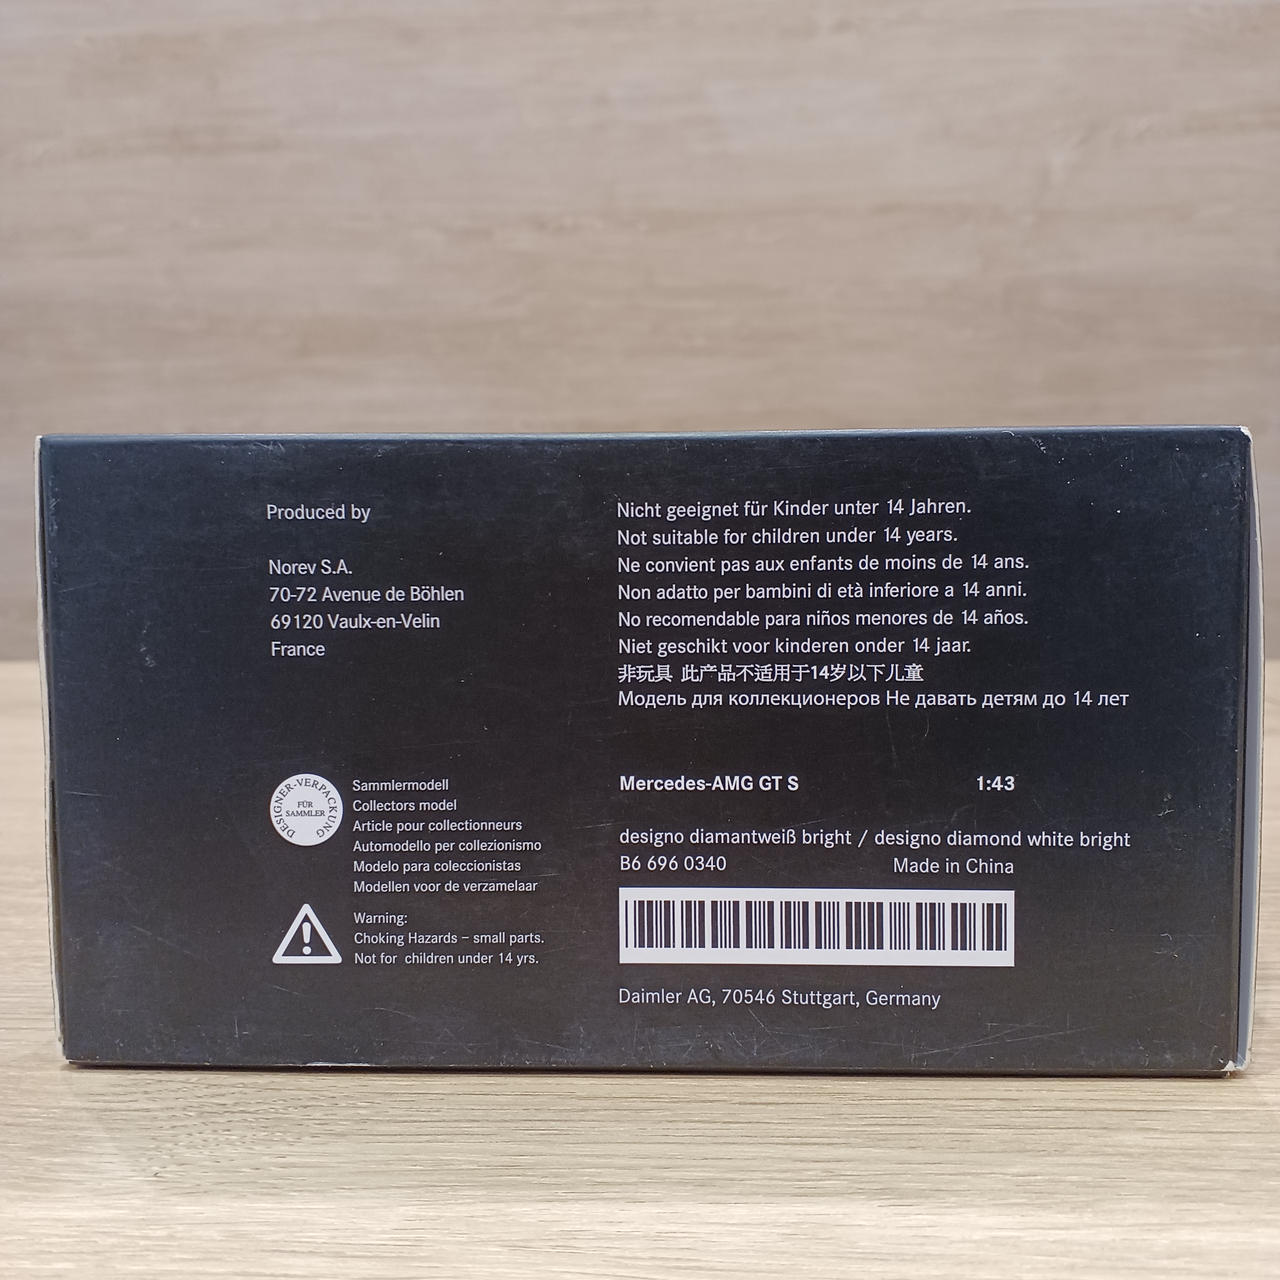 Produced by
Norev S.A.
70-72 Avenue de Böhlen
69120 Vaulx-en-Velin
France
Nicht geeignet für Kinder unter 14 Jahren.
Not suitable for children under 14 years.
Ne convient pas aux enfants de moins de 14 ans.
Non adatto per bambini di età inferiore a 14 anni.
No recomendable para niños menores de 14 años.
Niet geschikt voor kinderen onder 14 jaar.
非玩具 此产品不适用于14岁以下儿童
Модель для коллекционеров Не давать детям до 14 лет
DESIGNER-VERPACKUNG
FÜR
SAMMLER
Sammlermodell
Collectors model
Article pour collectionneurs
Automodello per collezionismo
Modelo para coleccionistas
Modellen voor de verzamelaar
Warning:
Choking Hazards – small parts.
Not for children under 14 yrs.
Mercedes-AMG GT S 1:43
designo diamantweiß bright / designo diamond white bright
B6 696 0340 Made in China
Daimler AG, 70546 Stuttgart, Germany